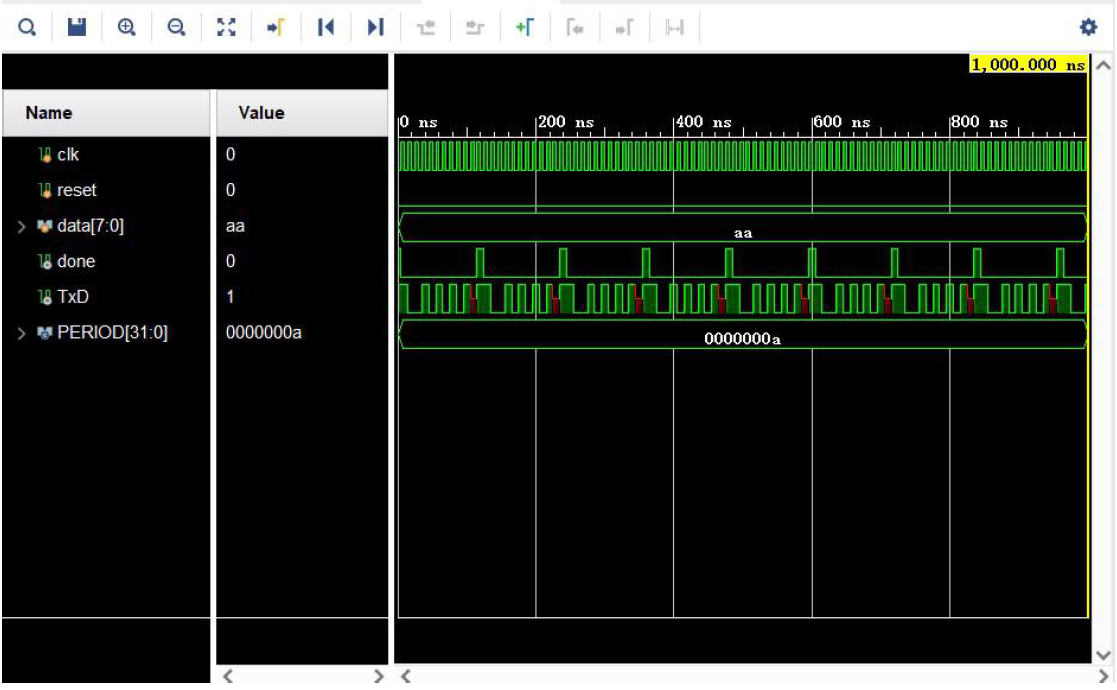 1,000.000 ns
Name Value
0 ns 200 ns 400 ns 600 ns 800 ns
clk 0
reset 0
data[7:0] aa aa
done 0
TxD 1
PERIOD[31:0] 0000000a 0000000a